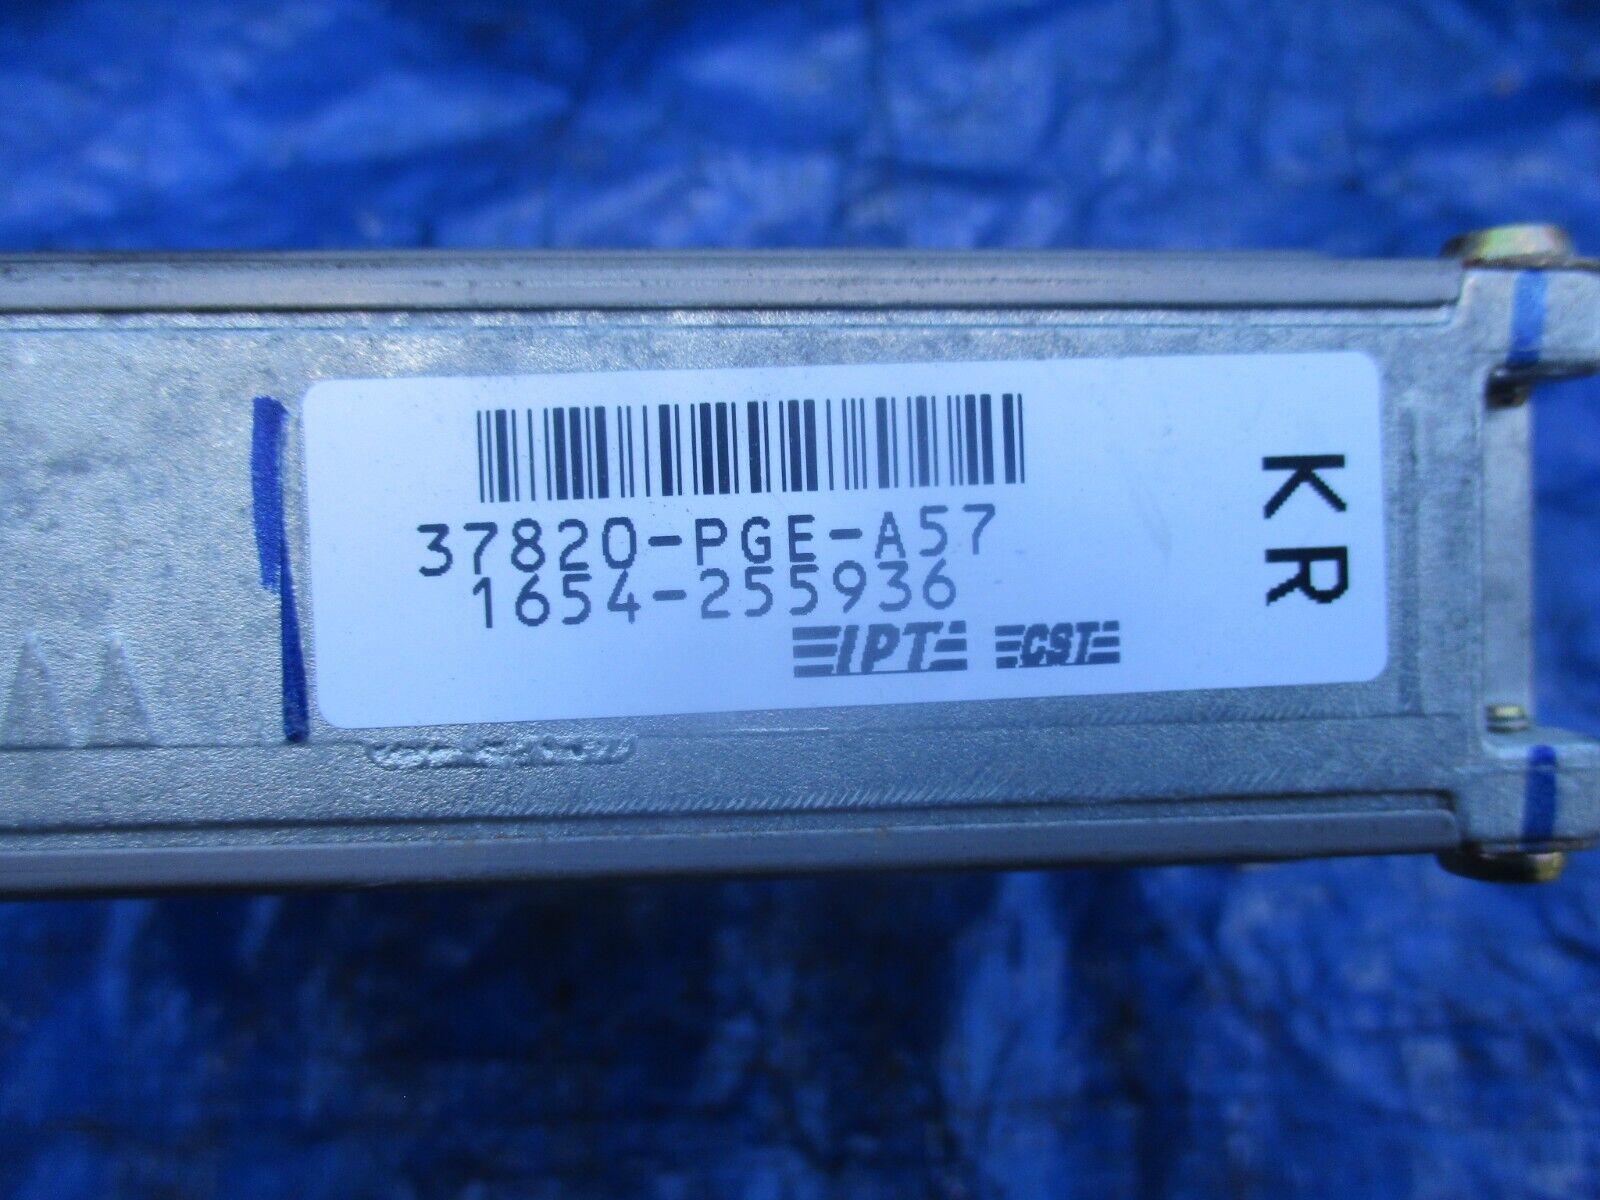 37820-PGE-A57
1654-255936
IPT CST
KR